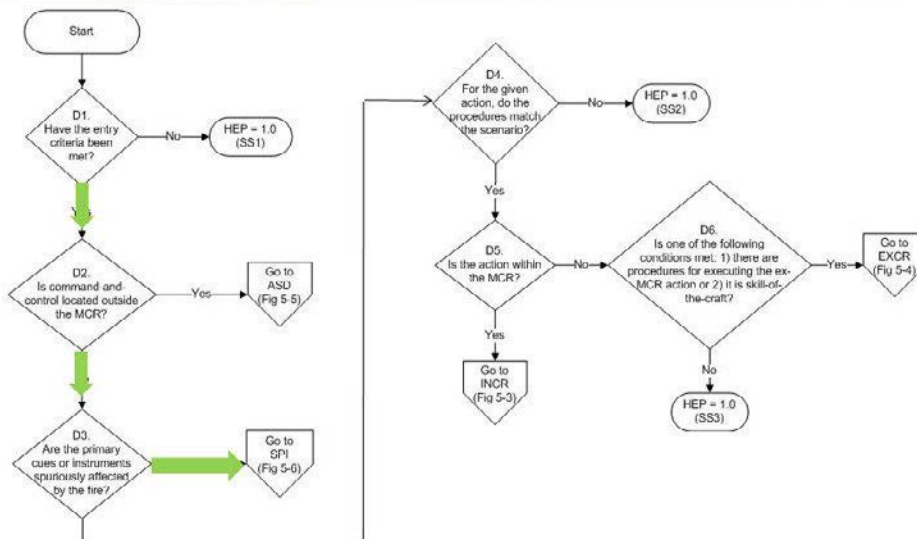 Start
D1.
Have the entry
criteria been
met?
No
HEP = 1.0
(SS1)
D2.
Is command-and-
control located outside
the MCR?
Yes
Go to
ASD
(Fig 5-5)
D3.
Are the primary
cues or instruments
spuriously affected
by the fire?
Go to
SPI
(Fig 5-6)
D4.
For the given
action, do the
procedures match
the scenario?
No
HEP = 1.0
(SS2)
Yes
D5.
Is the action within
the MCR?
No
Yes
Go to
INCR
(Fig 5-3)
D6.
Is one of the following
conditions met: 1) there are
procedures for executing the ex-
MCR action or 2) it is skill-of-
the-craft?
Yes
Go to
EXCR
(Fig 5-4)
No
HEP = 1.0
(SS3)